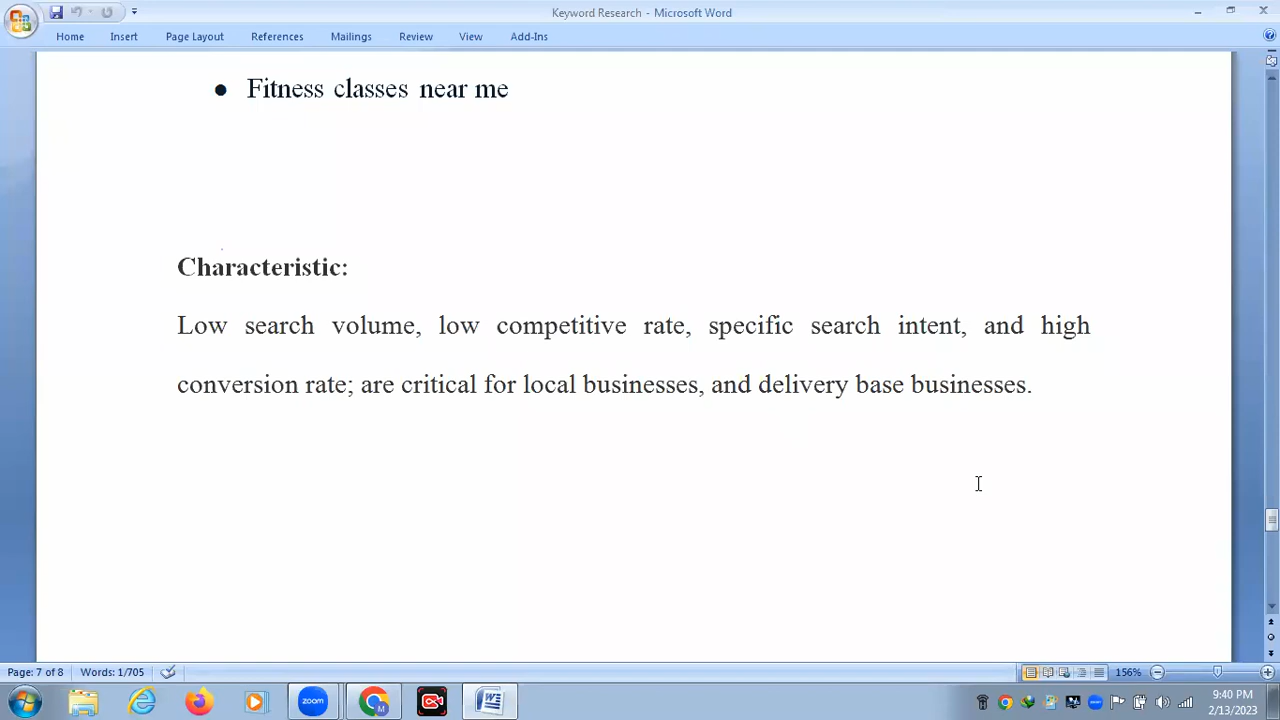 Keyword Research - Microsoft Word
Home Insert Page Layout References Mailings Review View Add-Ins
● Fitness classes near me
Characteristic:
Low search volume, low competitive rate, specific search intent, and high
conversion rate; are critical for local businesses, and delivery base businesses.
Page: 7 of 8 Words: 1/705 156%
zoom M 9:40 PM
2/13/2023